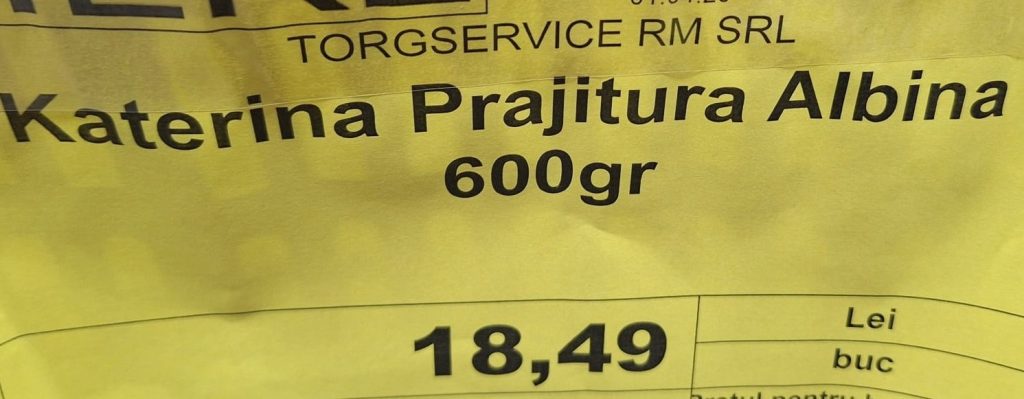 TORGSERVICE RM SRL
Katerina Prajitura Albina
600gr
18,49
Lei
buc